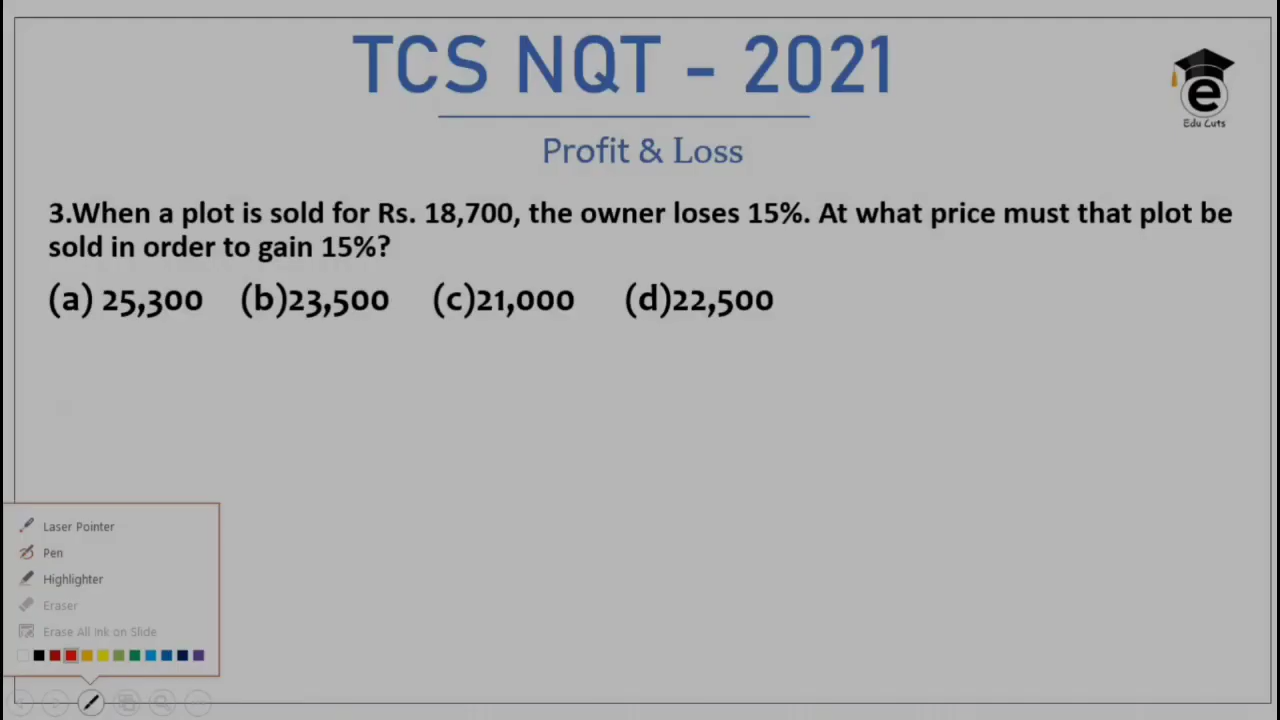 TCS NQT - 2021
e
Edu Cuts
Profit & Loss
3.When a plot is sold for Rs. 18,700, the owner loses 15%. At what price must that plot be
sold in order to gain 15%?
(a) 25,300 (b)23,500 (c)21,000 (d)22,500
Laser Pointer
Pen
Highlighter
Eraser
Erase All Ink on Slide